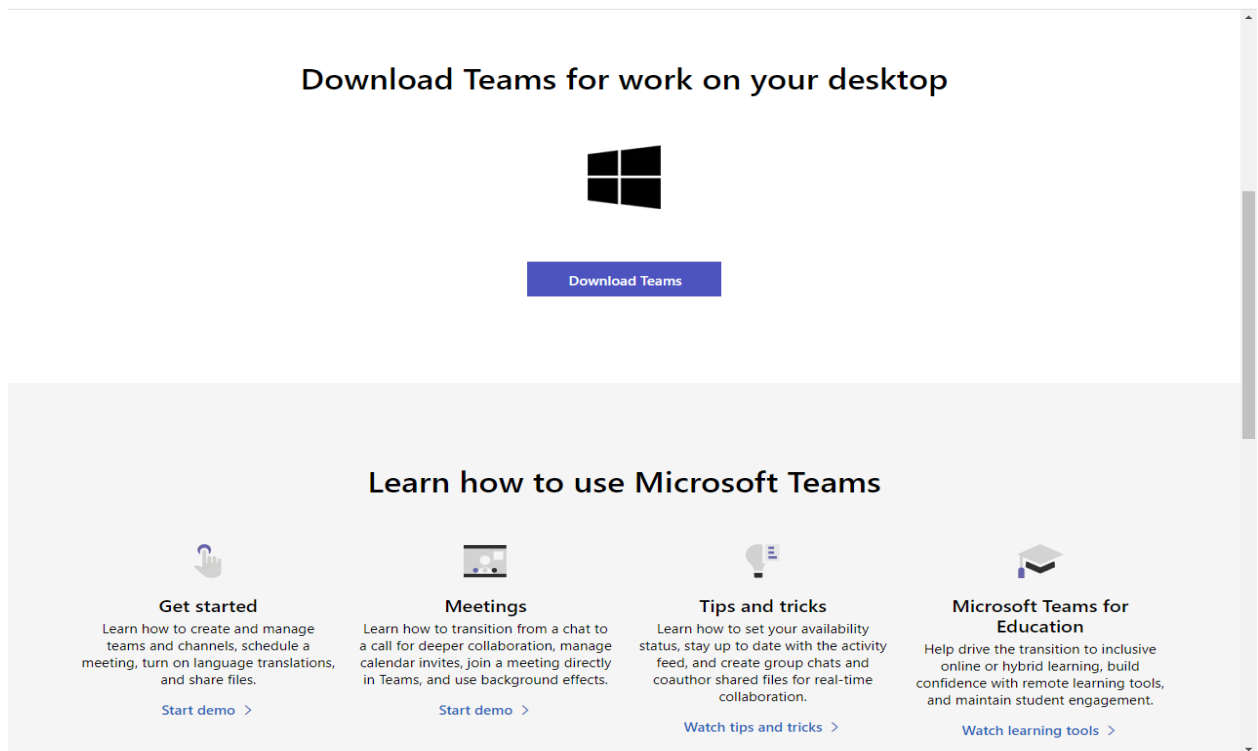 Download Teams for work on your desktop
Download Teams
Learn how to use Microsoft Teams
Get started
Learn how to create and manage
teams and channels, schedule a
meeting, turn on language translations,
and share files.
Start demo >
Meetings
Learn how to transition from a chat to
a call for deeper collaboration, manage
calendar invites, join a meeting directly
in Teams, and use background effects.
Start demo >
Tips and tricks
Learn how to set your availability
status, stay up to date with the activity
feed, and create group chats and
coauthor shared files for real-time
collaboration.
Watch tips and tricks >
Microsoft Teams for
Education
Help drive the transition to inclusive
online or hybrid learning, build
confidence with remote learning tools,
and maintain student engagement.
Watch learning tools >